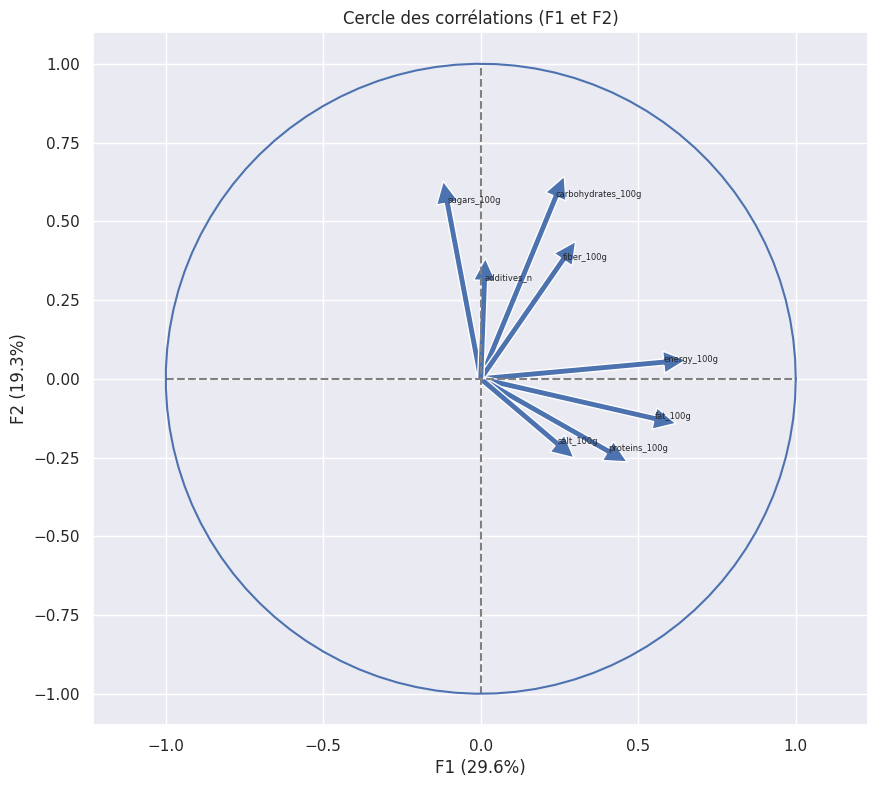 Cercle des corrélations (F1 et F2)
1.00
0.75
0.50
0.25
0.00
−0.25
−0.50
−0.75
−1.00
F2 (19.3%)
sugars_100g
carbohydrates_100g
fiber_100g
additives_n
energy_100g
fat_100g
salt_100g
proteins_100g
−1.0
−0.5
0.0
0.5
1.0
F1 (29.6%)